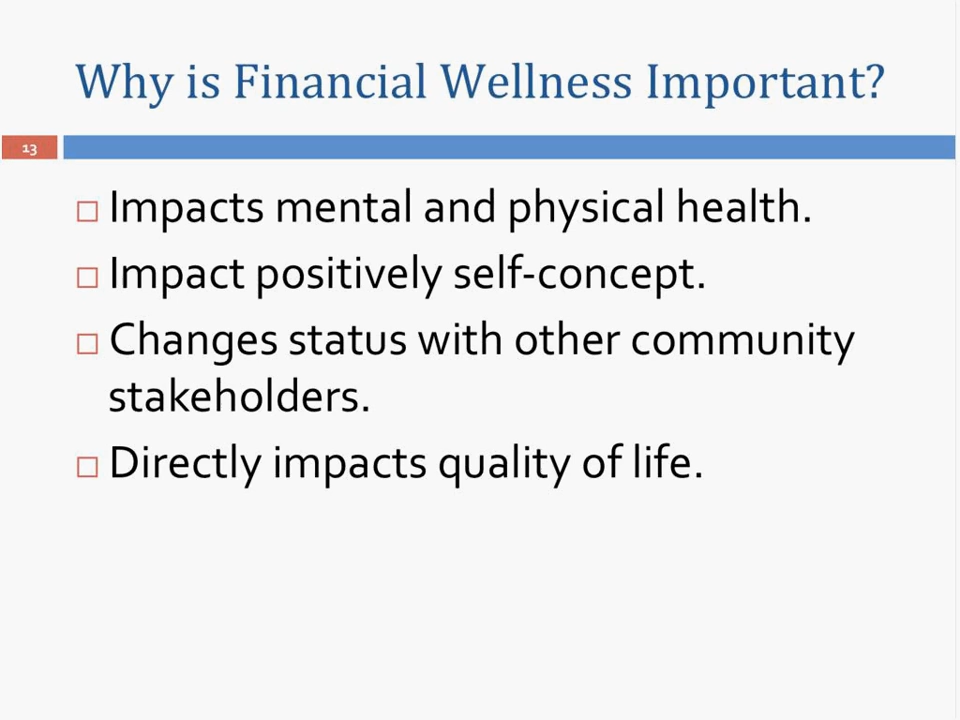 Why is Financial Wellness Important?
13
Impacts mental and physical health.
Impact positively self-concept.
Changes status with other community
stakeholders.
Directly impacts quality of life.